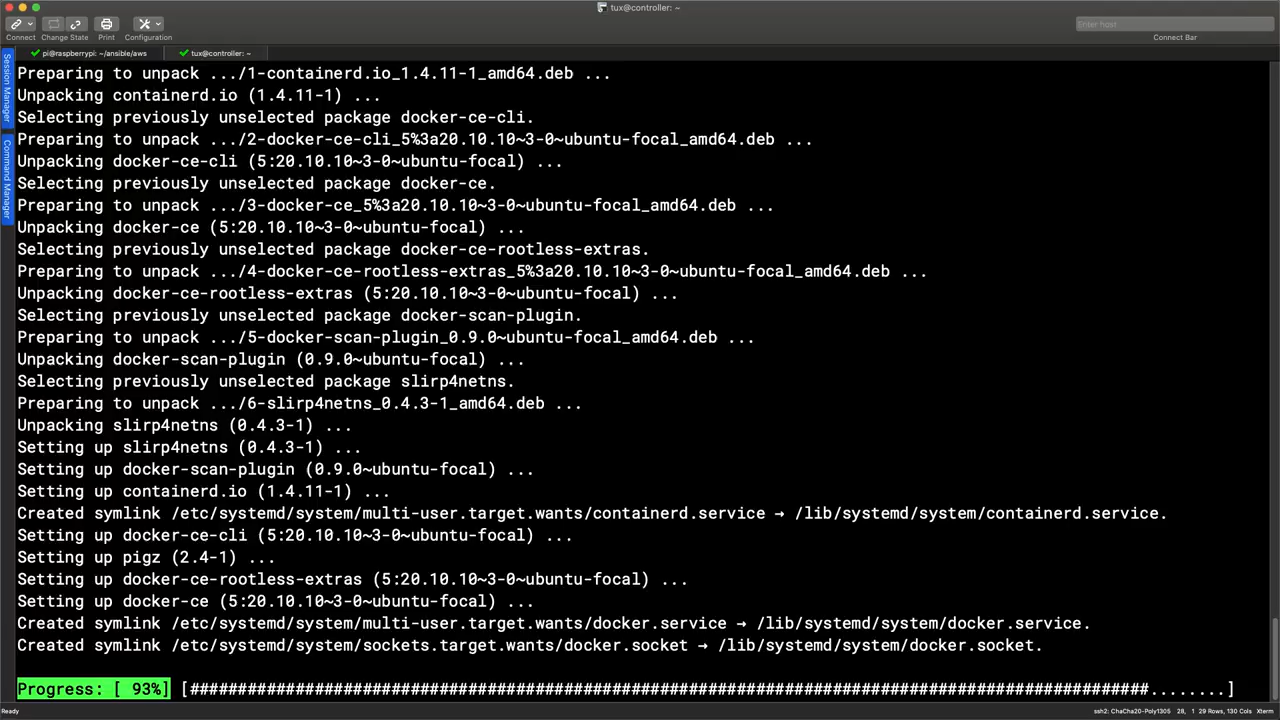 tux@controller: ~
Connect
Change State
Print
Configuration
Enter host
Connect Bar
pi@raspberrypi: ~/ansible/aws
tux@controller: ~
Session Manager
Command Manager
Preparing to unpack .../1-containerd.io_1.4.11-1_amd64.deb ...
Unpacking containerd.io (1.4.11-1) ...
Selecting previously unselected package docker-ce-cli.
Preparing to unpack .../2-docker-ce-cli_5%3a20.10.10~3-0~ubuntu-focal_amd64.deb ...
Unpacking docker-ce-cli (5:20.10.10~3-0~ubuntu-focal) ...
Selecting previously unselected package docker-ce.
Preparing to unpack .../3-docker-ce_5%3a20.10.10~3-0~ubuntu-focal_amd64.deb ...
Unpacking docker-ce (5:20.10.10~3-0~ubuntu-focal) ...
Selecting previously unselected package docker-ce-rootless-extras.
Preparing to unpack .../4-docker-ce-rootless-extras_5%3a20.10.10~3-0~ubuntu-focal_amd64.deb ...
Unpacking docker-ce-rootless-extras (5:20.10.10~3-0~ubuntu-focal) ...
Selecting previously unselected package docker-scan-plugin.
Preparing to unpack .../5-docker-scan-plugin_0.9.0~ubuntu-focal_amd64.deb ...
Unpacking docker-scan-plugin (0.9.0~ubuntu-focal) ...
Selecting previously unselected package slirp4netns.
Preparing to unpack .../6-slirp4netns_0.4.3-1_amd64.deb ...
Unpacking slirp4netns (0.4.3-1) ...
Setting up slirp4netns (0.4.3-1) ...
Setting up docker-scan-plugin (0.9.0~ubuntu-focal) ...
Setting up containerd.io (1.4.11-1) ...
Created symlink /etc/systemd/system/multi-user.target.wants/containerd.service → /lib/systemd/system/containerd.service.
Setting up docker-ce-cli (5:20.10.10~3-0~ubuntu-focal) ...
Setting up pigz (2.4-1) ...
Setting up docker-ce-rootless-extras (5:20.10.10~3-0~ubuntu-focal) ...
Setting up docker-ce (5:20.10.10~3-0~ubuntu-focal) ...
Created symlink /etc/systemd/system/multi-user.target.wants/docker.service → /lib/systemd/system/docker.service.
Created symlink /etc/systemd/system/sockets.target.wants/docker.socket → /lib/systemd/system/docker.socket.
Progress: [ 93%] [####################################################################################################........]
Ready
ssh2: ChaCha20-Poly1305 28, 1 29 Rows, 130 Cols Xterm